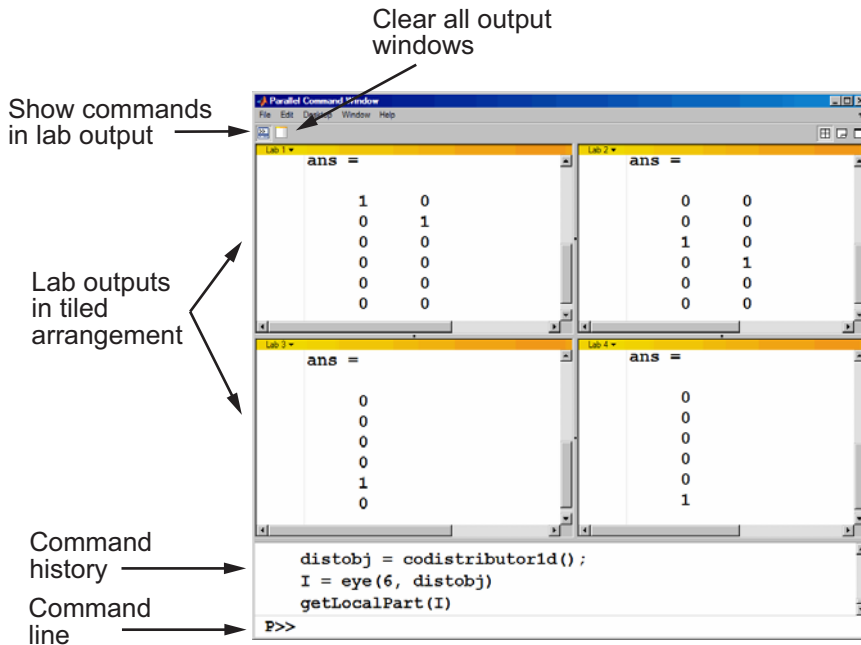 Clear all output
windows
Show commands
in lab output
Parallel Command Window
File Edit Desktop Window Help
Lab 1
ans =
1 0
0 1
0 0
0 0
0 0
0 0
Lab 2
ans =
0 0
0 0
1 0
0 1
0 0
0 0
Lab outputs
in tiled
arrangement
Lab 3
ans =
0
0
0
0
1
0
Lab 4
ans =
0
0
0
0
0
1
Command
history
distobj = codistributor1d();
I = eye(6, distobj)
getLocalPart(I)
Command
line
P>>